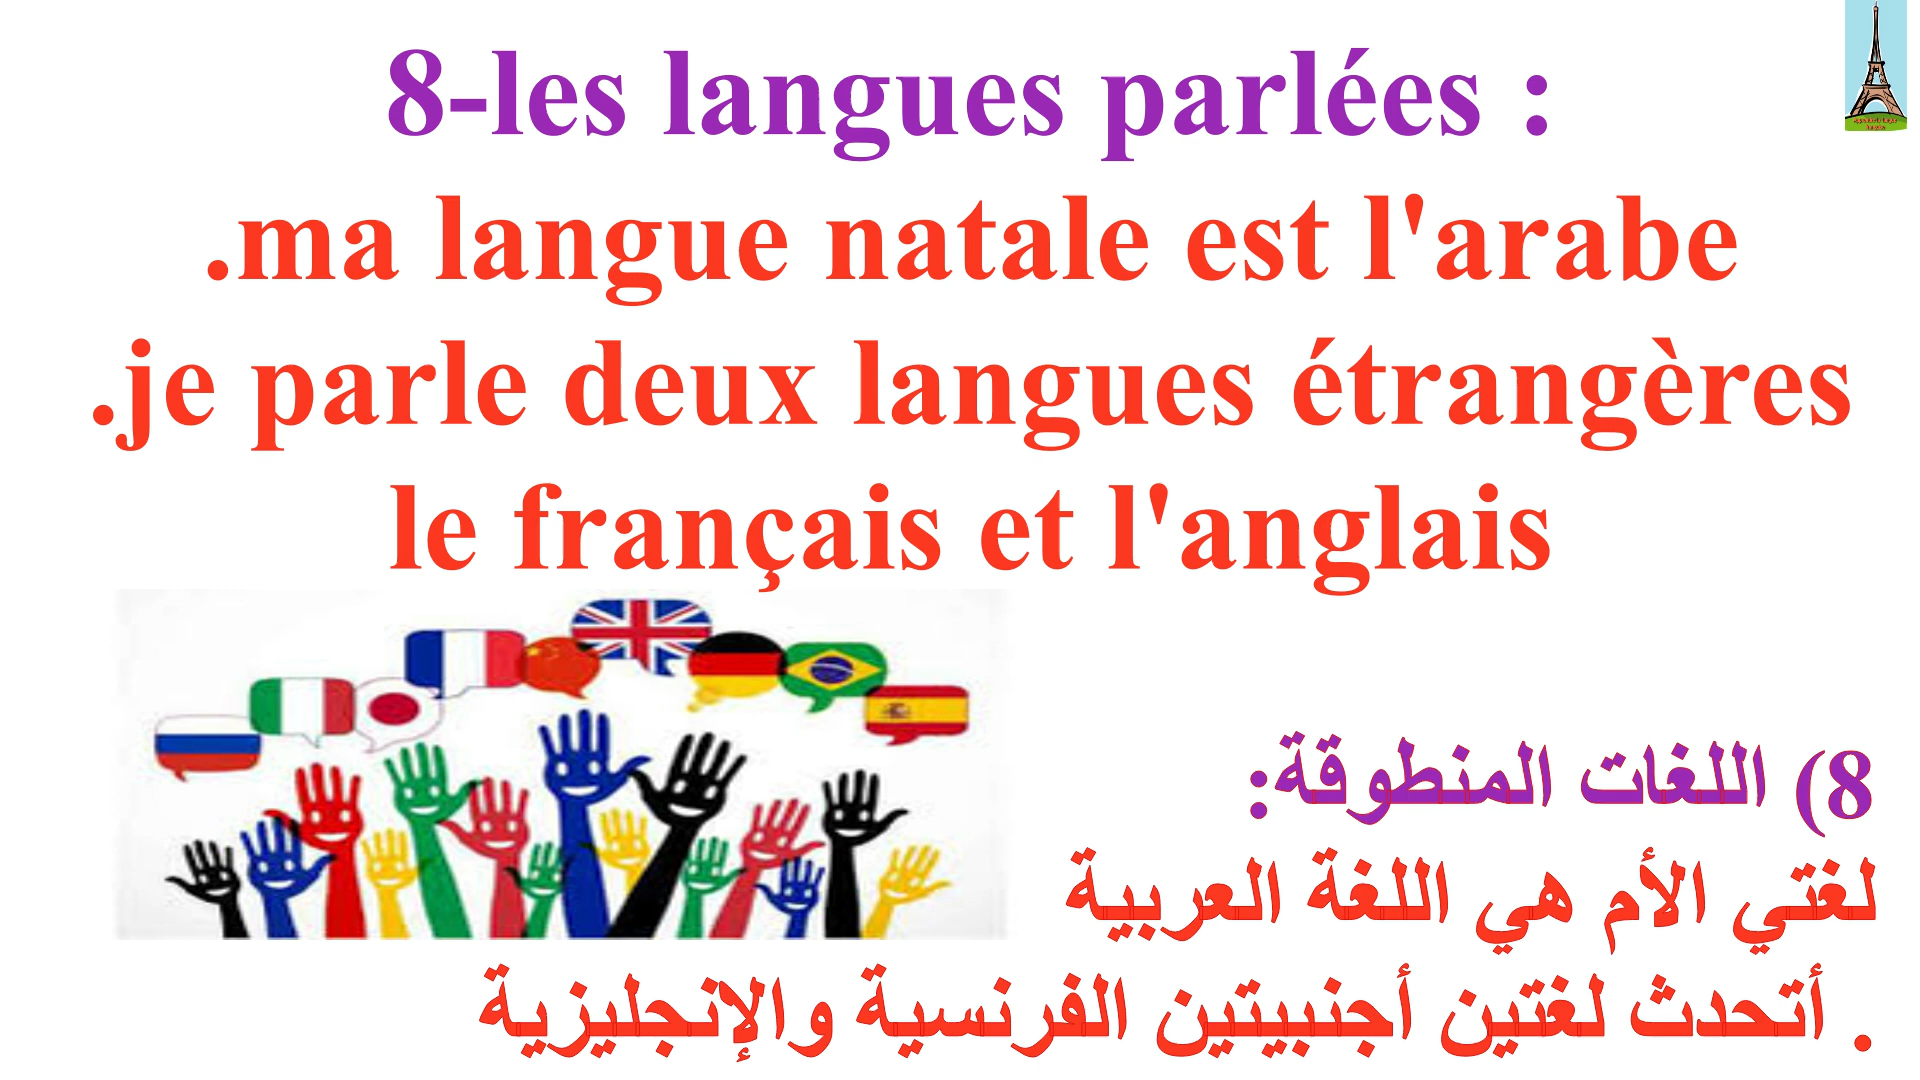 8-les langues parlées :
.ma langue natale est l'arabe
.je parle deux langues étrangères
le français et l'anglais
8) اللغات المنطوقة:
لغتي الأم هي اللغة العربية
. أتحدث لغتين أجنبيتين الفرنسية والإنجليزية